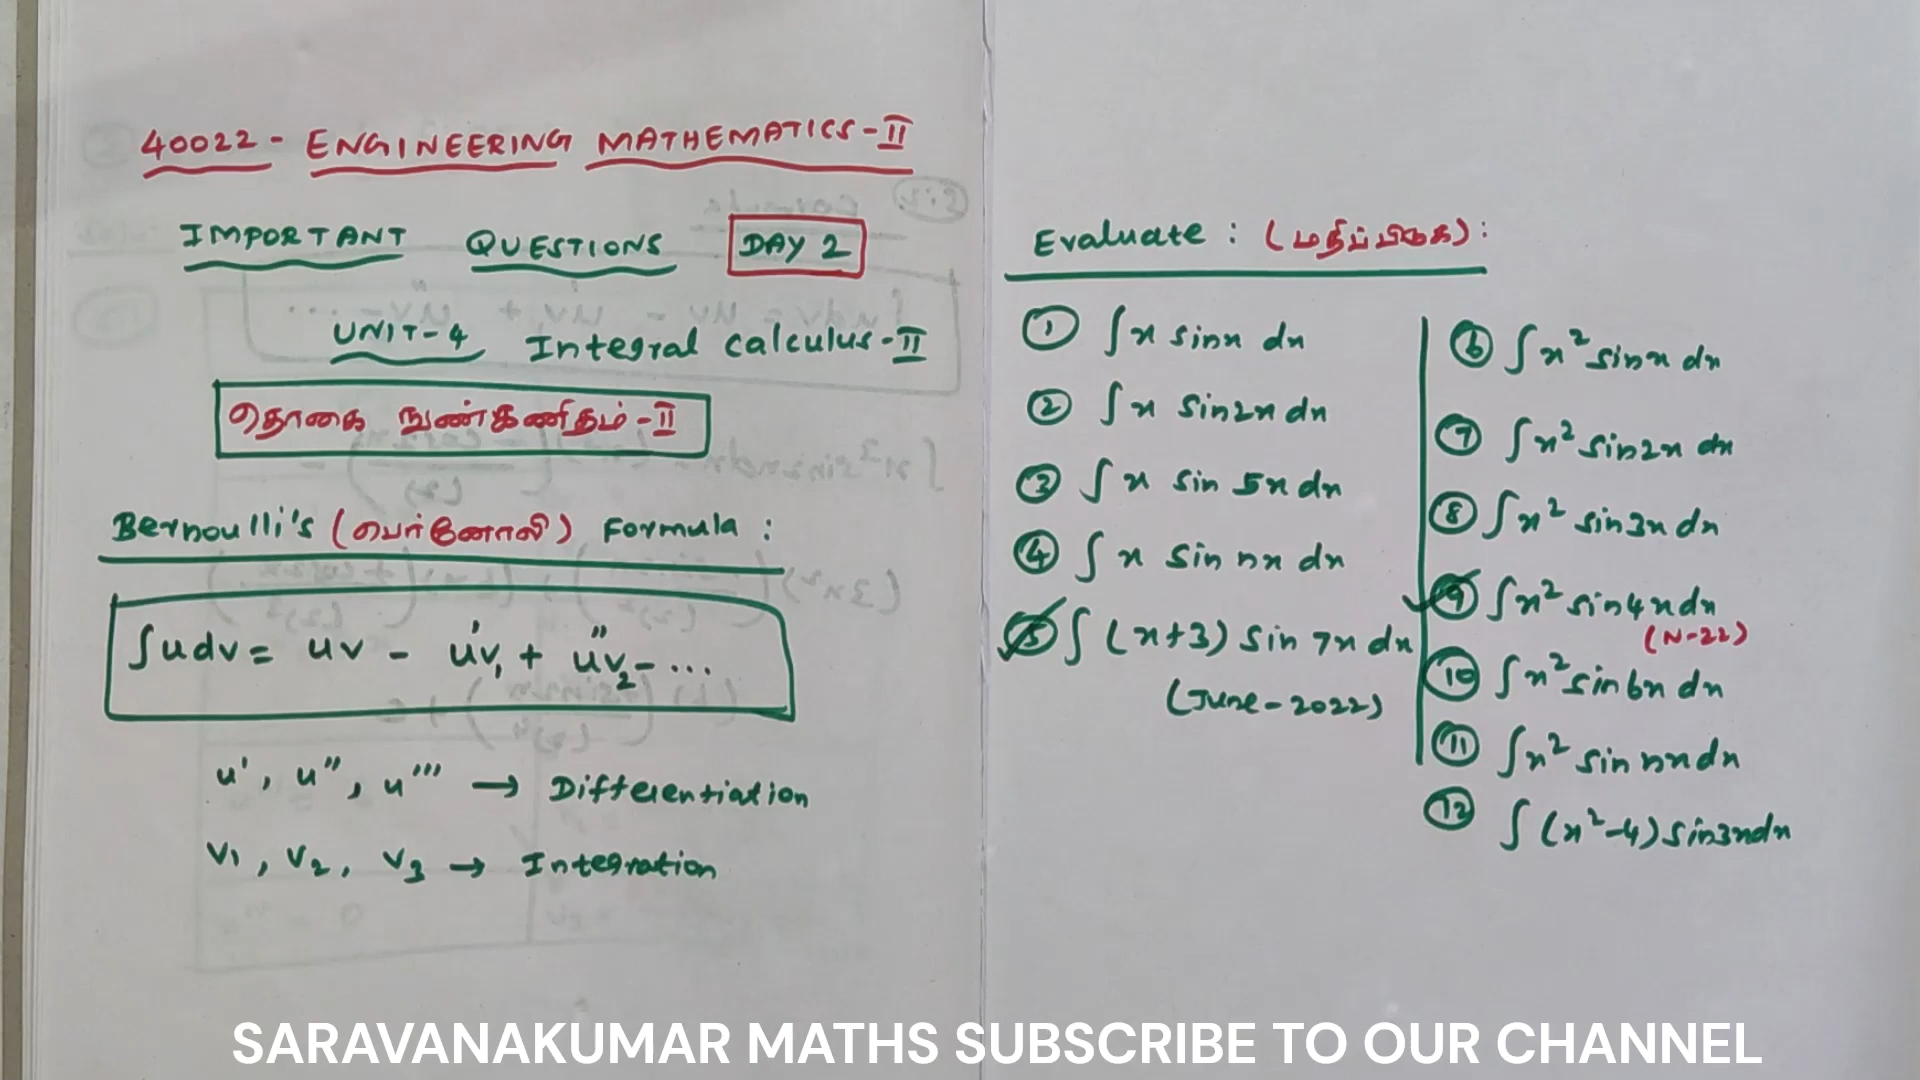 40022 - ENGINEERING MATHEMATICS-II
IMPORTANT QUESTIONS DAY 2
UNIT-4 Integral calculus-II
தொகை நுண்கணிதம்-II
Bernoulli's (பெர்னோலி) Formula :
∫udv = uv - u'v₁ + u''v₂ - ...
u', u'', u''' → Differentiation
v₁, v₂, v₃ → Integration
Evaluate : (மதிப்பிடுக) :
① ∫ x sinx dx
② ∫ x sin2x dx
③ ∫ x sin 5x dx
④ ∫ x sin nx dx
⑤ ∫ (x+3) sin 7x dx
(June-2022)
⑥ ∫x² sinx dx
⑦ ∫x² sin2x dx
⑧ ∫x² sin3x dx
⑨ ∫x² sin4x dx
(N-22)
⑩ ∫x² sin6x dx
⑪ ∫x² sin nx dx
⑫ ∫(x²-4) sin3x dx
SARAVANAKUMAR MATHS SUBSCRIBE TO OUR CHANNEL